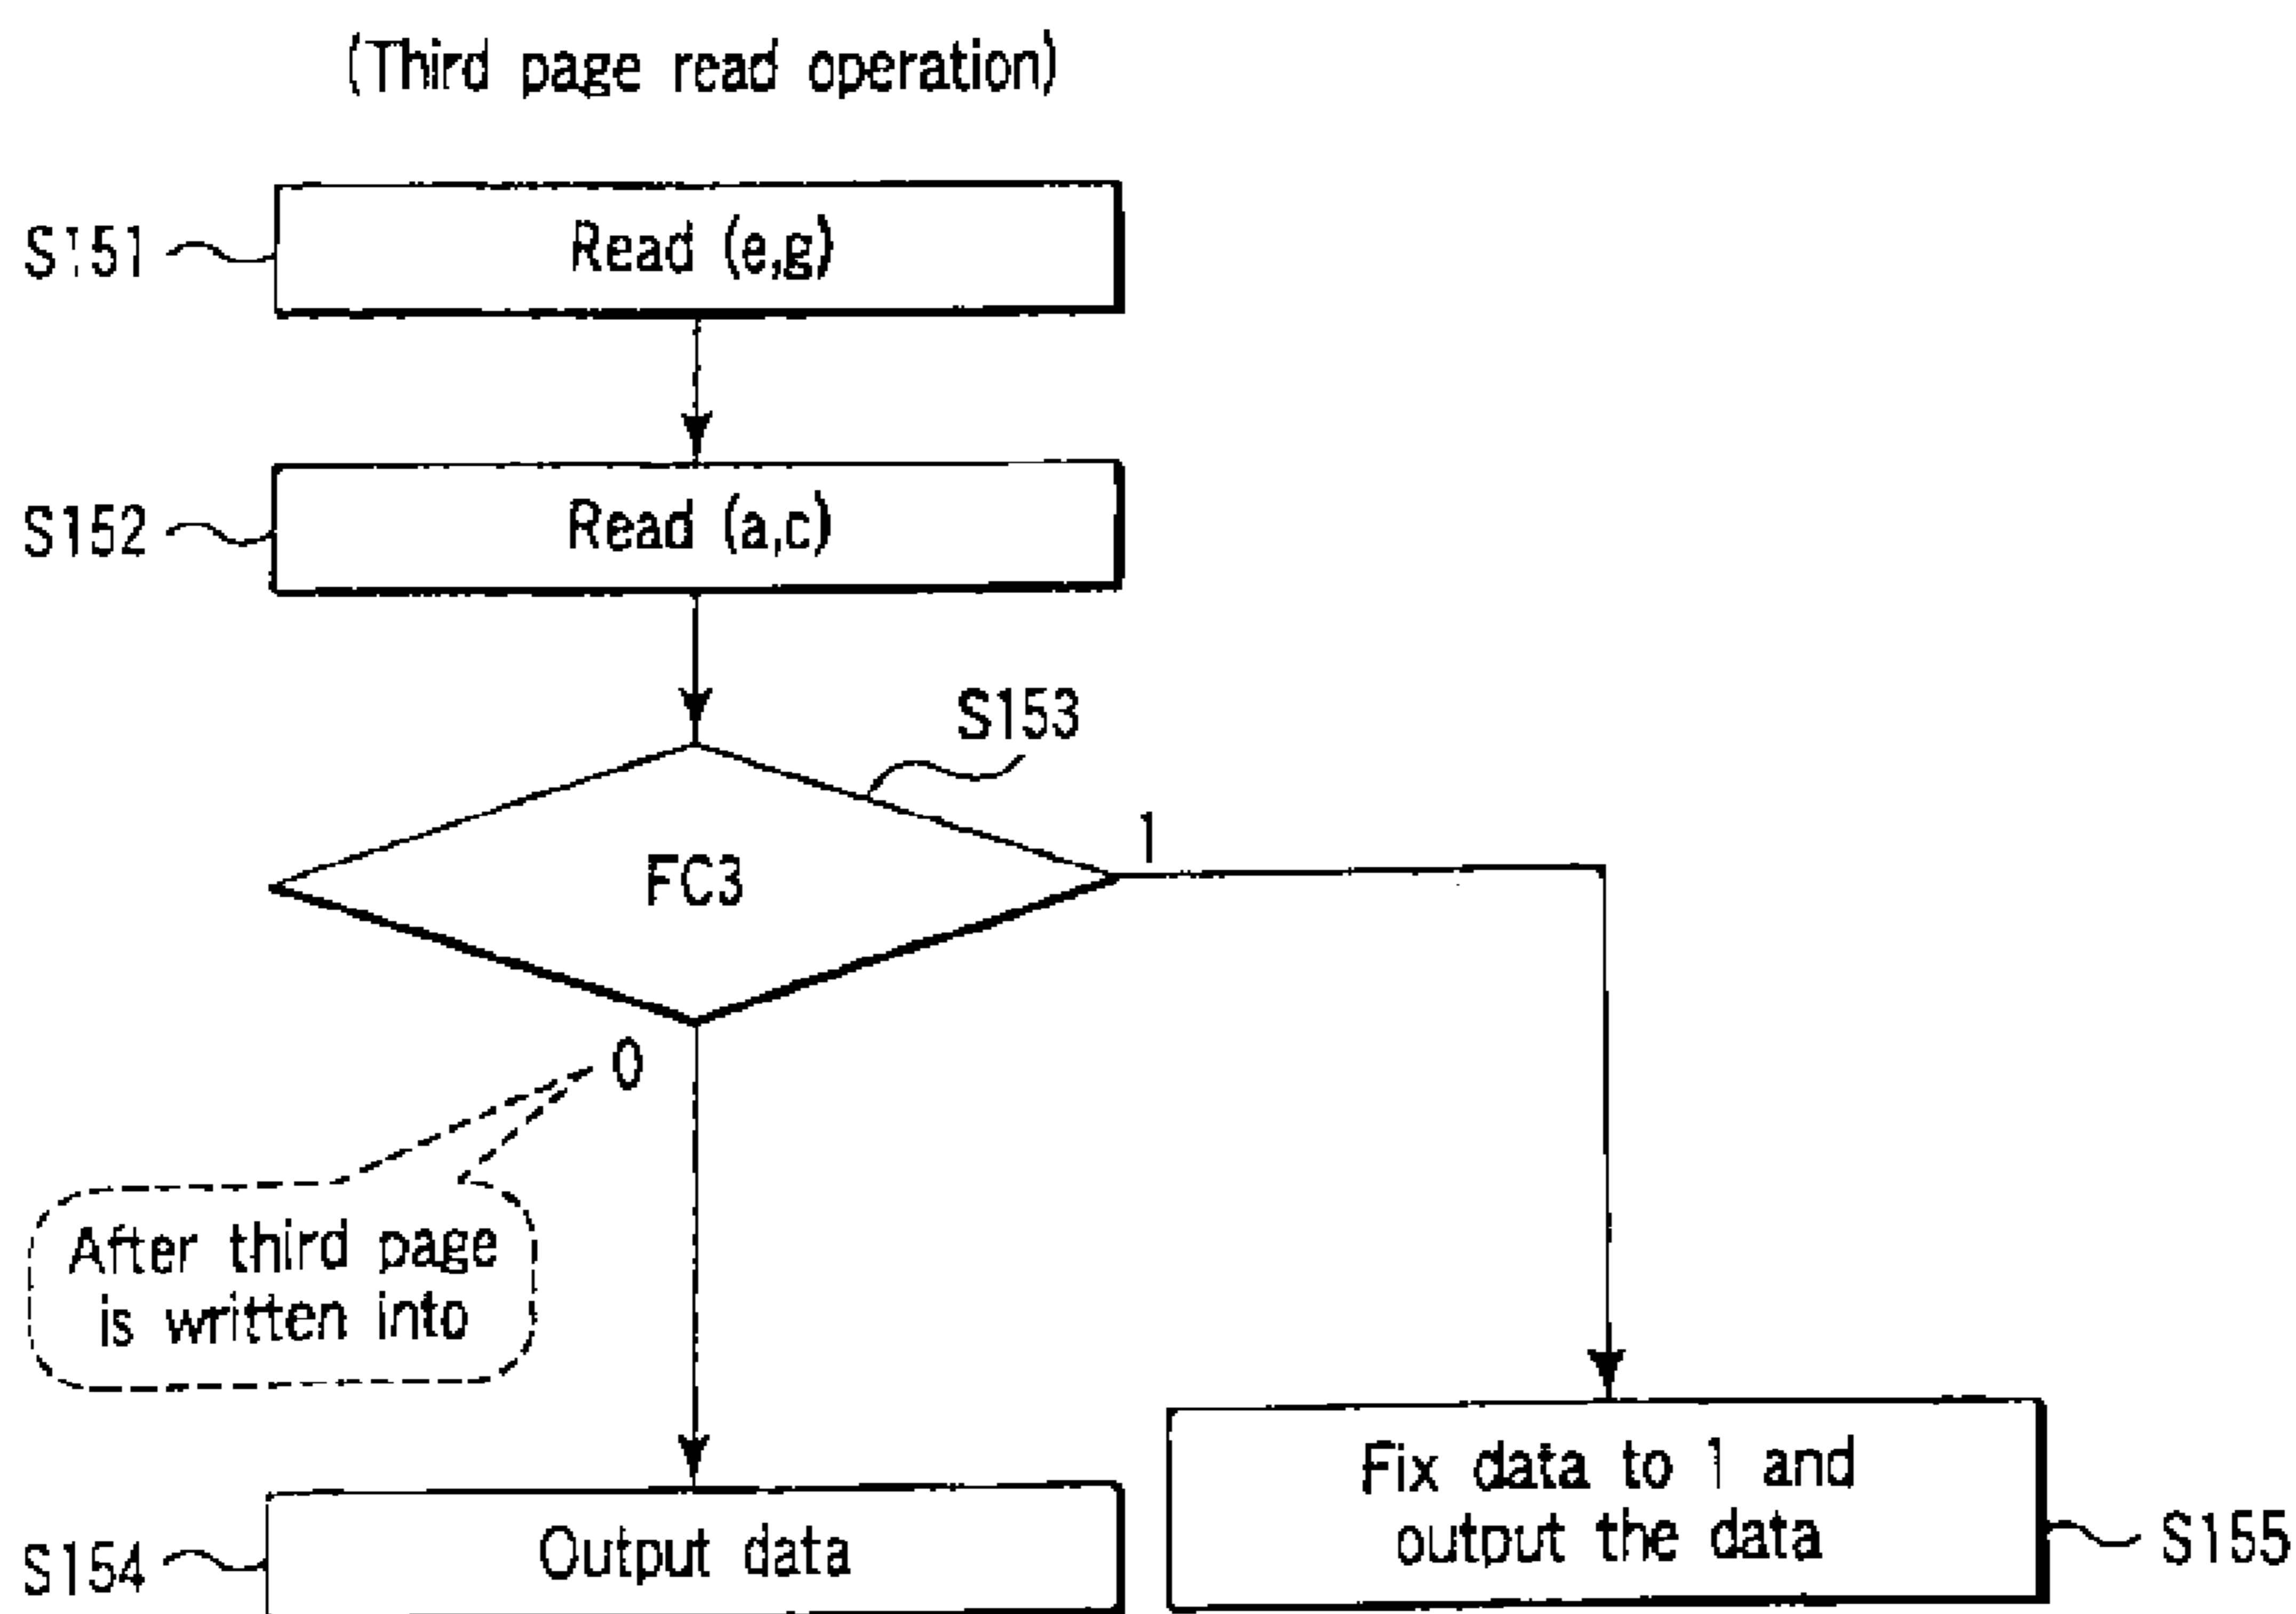 (Third page read operation)
S151
Read (e,g)
S152
Read (a,c)
S153
FC3
1
0
After third page
is written into
Fix data to 1 and
output the data
S155
S154
Output data